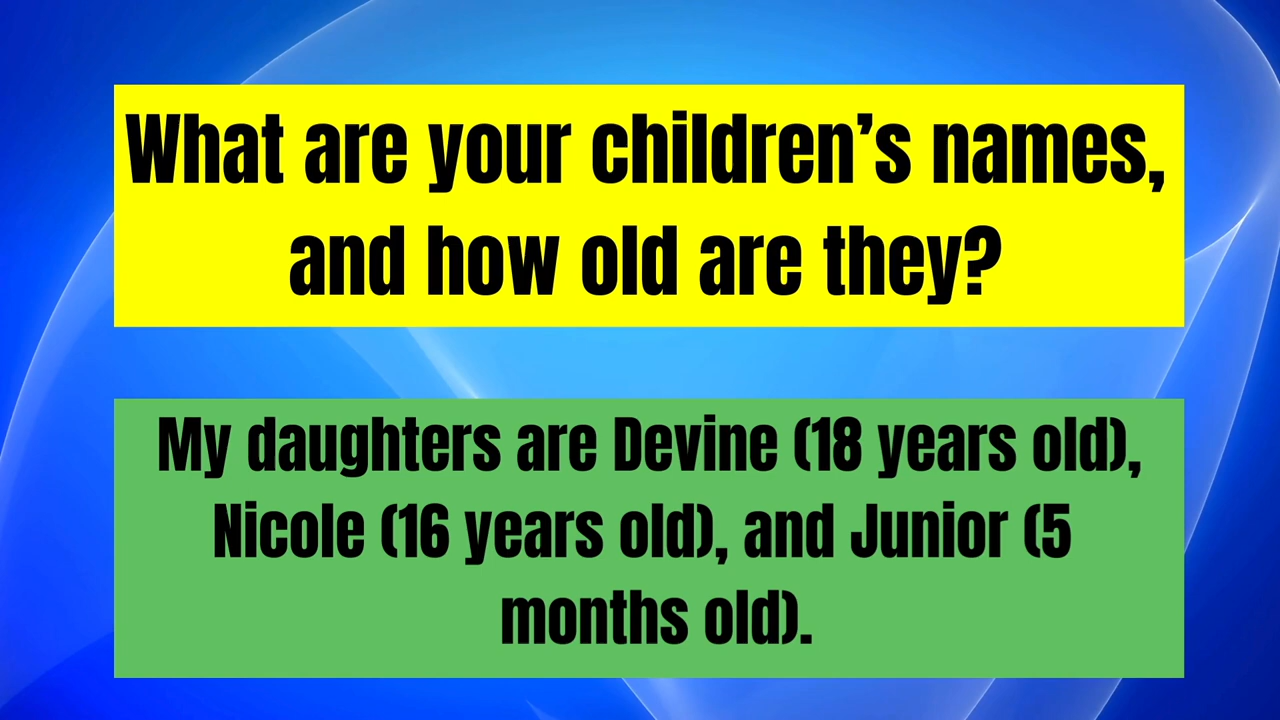 What are your children’s names,
and how old are they?
My daughters are Devine (18 years old),
Nicole (16 years old), and Junior (5
months old).